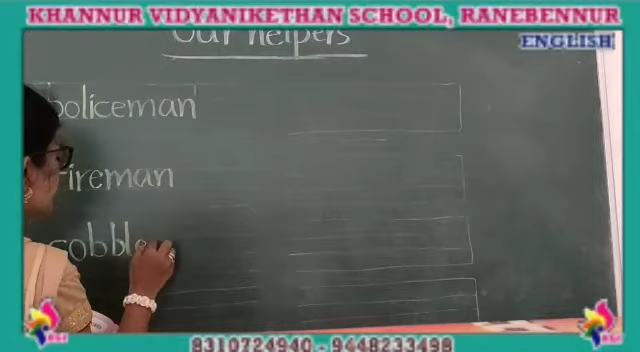 KHANNUR VIDYANIKETHAN SCHOOL, RANEBENNUR
ENGLISH
Our helpers
policeman
fireman
cobble
8310724940 - 9448233498